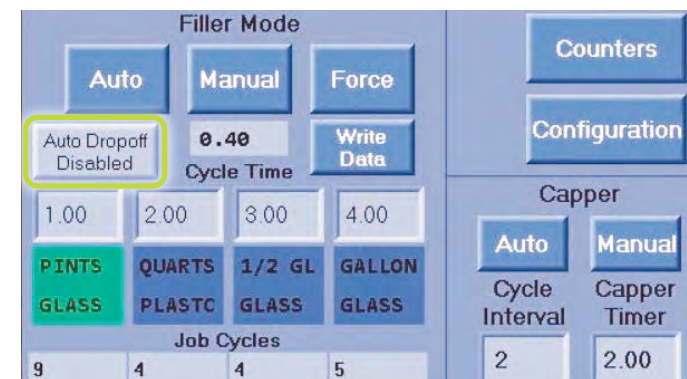 Filler Mode
Auto
Manual
Force
Auto Dropoff
Disabled
0.40
Write
Data
Cycle Time
1.00
2.00
3.00
4.00
PINTS
GLASS
QUARTS
PLASTC
1/2 GL
GLASS
GALLON
GLASS
Job Cycles
9
4
4
5
Counters
Configuration
Capper
Auto
Manual
Cycle
Interval
Capper
Timer
2
2.00